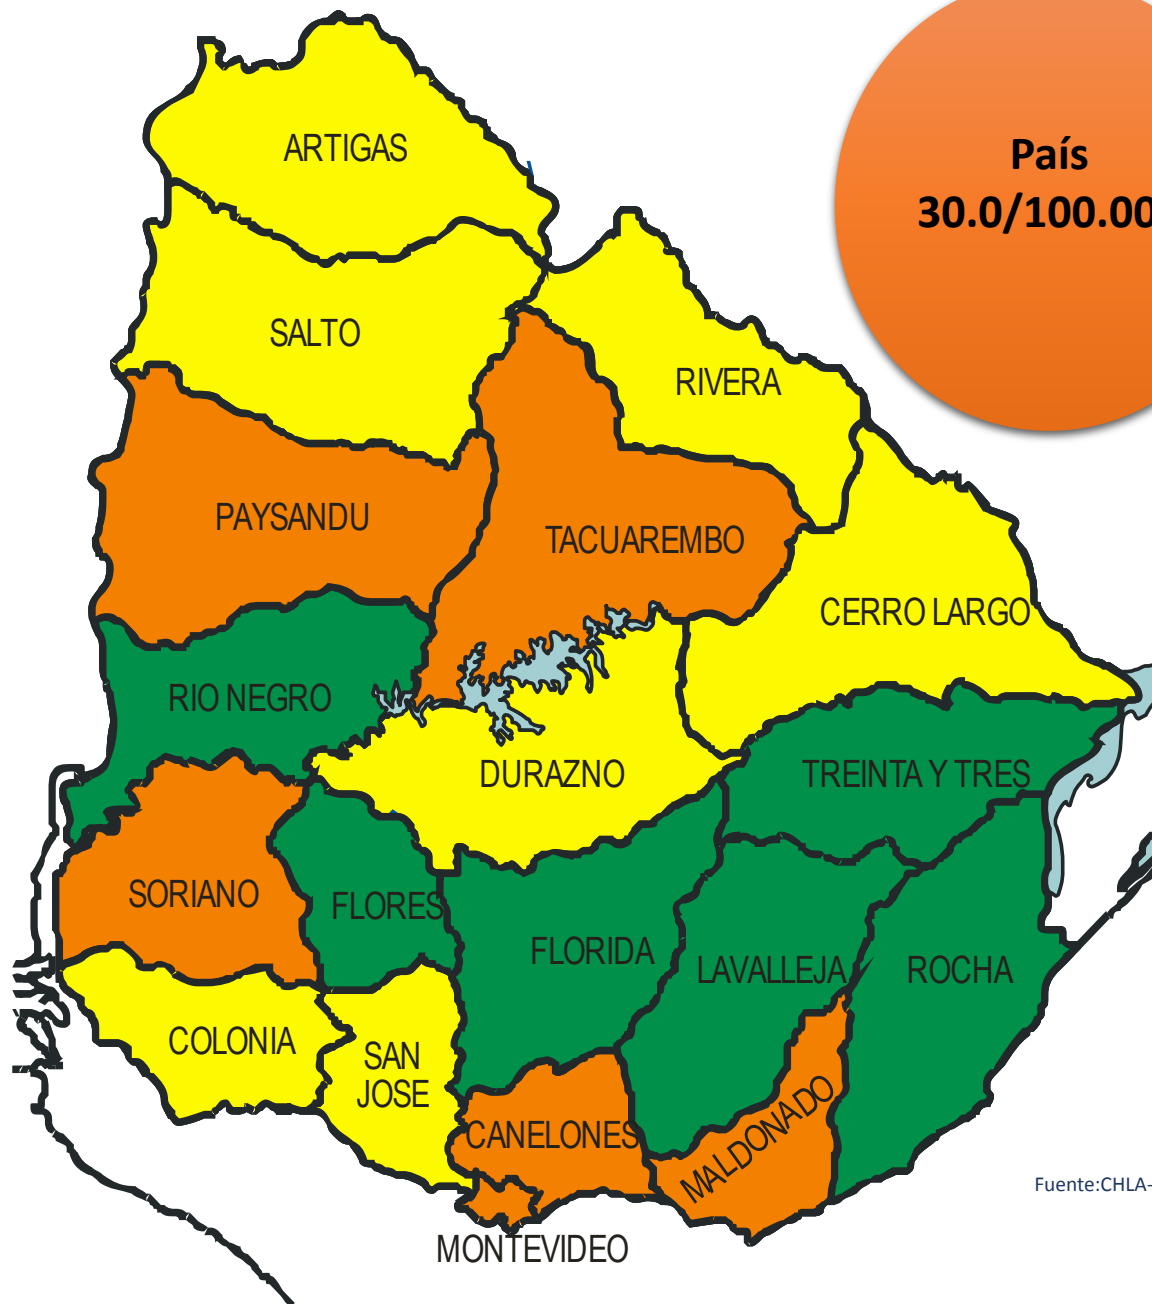 ARTIGAS
País
30.0/100.00
SALTO
RIVERA
PAYSANDU
TACUAREMBO
CERRO LARGO
RIO NEGRO
DURAZNO
TREINTA Y TRES
SORIANO
FLORES
FLORIDA
LAVALLEJA
ROCHA
COLONIA
SAN
JOSE
CANELONES
MALDONADO
MONTEVIDEO
Fuente:CHLA-